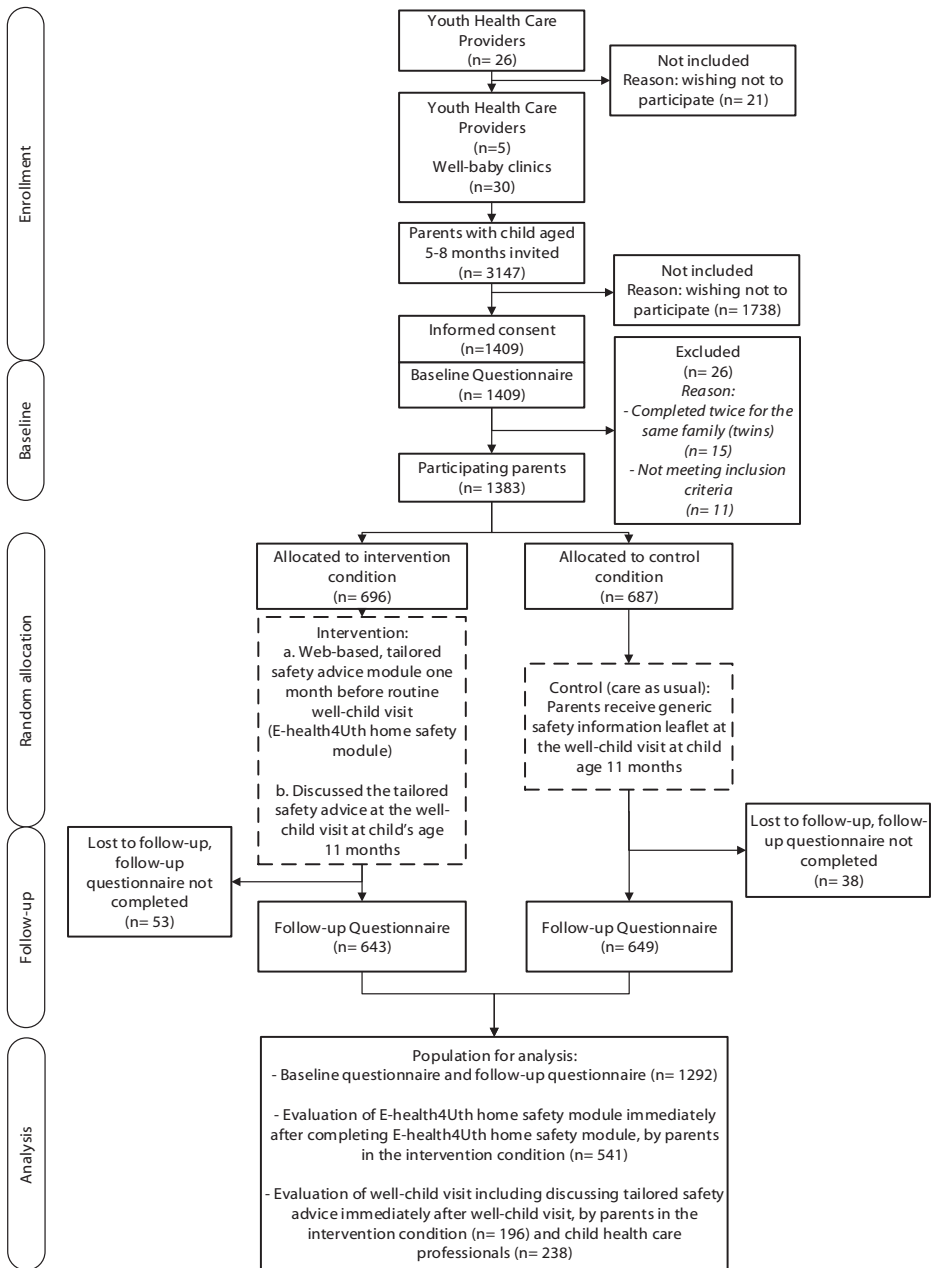 Enrollment
Youth Health Care
Providers
(n= 26)
Not included
Reason: wishing not to
participate (n= 21)
Youth Health Care
Providers
(n=5)
Well-baby clinics
(n=30)
Parents with child aged
5-8 months invited
(n= 3147)
Not included
Reason: wishing not to
participate (n= 1738)
Informed consent
(n=1409)
Baseline
Baseline Questionnaire
(n= 1409)
Excluded
(n= 26)
Reason:
- Completed twice for the
same family (twins)
(n= 15)
- Not meeting inclusion
criteria
(n= 11)
Participating parents
(n= 1383)
Random allocation
Allocated to intervention
condition
(n= 696)
Allocated to control
condition
(n= 687)
Intervention:
a. Web-based, tailored
safety advice module one
month before routine
well-child visit
(E-health4Uth home safety
module)
b. Discussed the tailored
safety advice at the well-
child visit at child's age
11 months
Control (care as usual):
Parents receive generic
safety information leaflet at
the well-child visit at child
age 11 months
Follow-up
Lost to follow-up,
follow-up
questionnaire not
completed
(n= 53)
Lost to follow-up, follow-
up questionnaire not
completed
(n= 38)
Follow-up Questionnaire
(n= 643)
Follow-up Questionnaire
(n= 649)
Analysis
Population for analysis:
- Baseline questionnaire and follow-up questionnaire (n= 1292)
- Evaluation of E-health4Uth home safety module immediately
after completing E-health4Uth home safety module, by parents
in the intervention condition (n= 541)
- Evaluation of well-child visit including discussing tailored safety
advice immediately after well-child visit, by parents in the
intervention condition (n= 196) and child health care
professionals (n= 238)